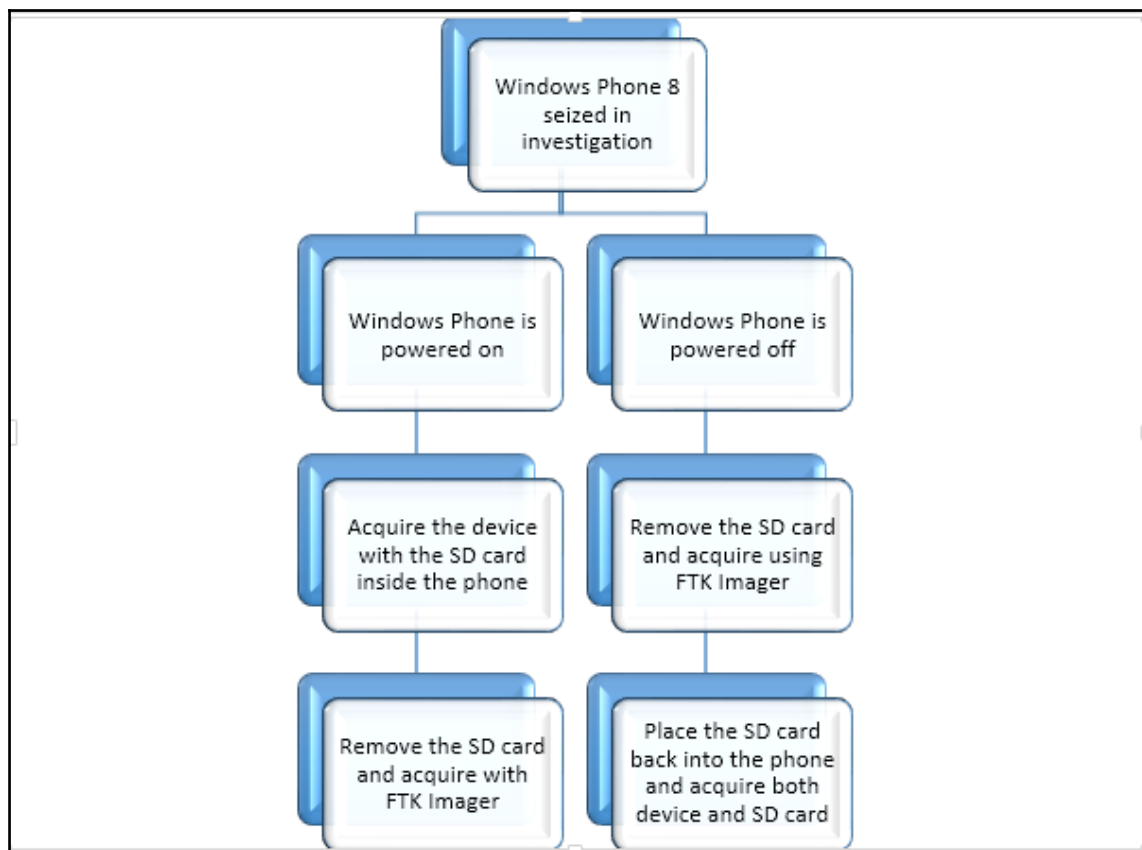 Windows Phone 8
seized in
investigation
Windows Phone is
powered on
Windows Phone is
powered off
Acquire the device
with the SD card
inside the phone
Remove the SD card
and acquire using
FTK Imager
Remove the SD card
and acquire with
FTK Imager
Place the SD card
back into the phone
and acquire both
device and SD card